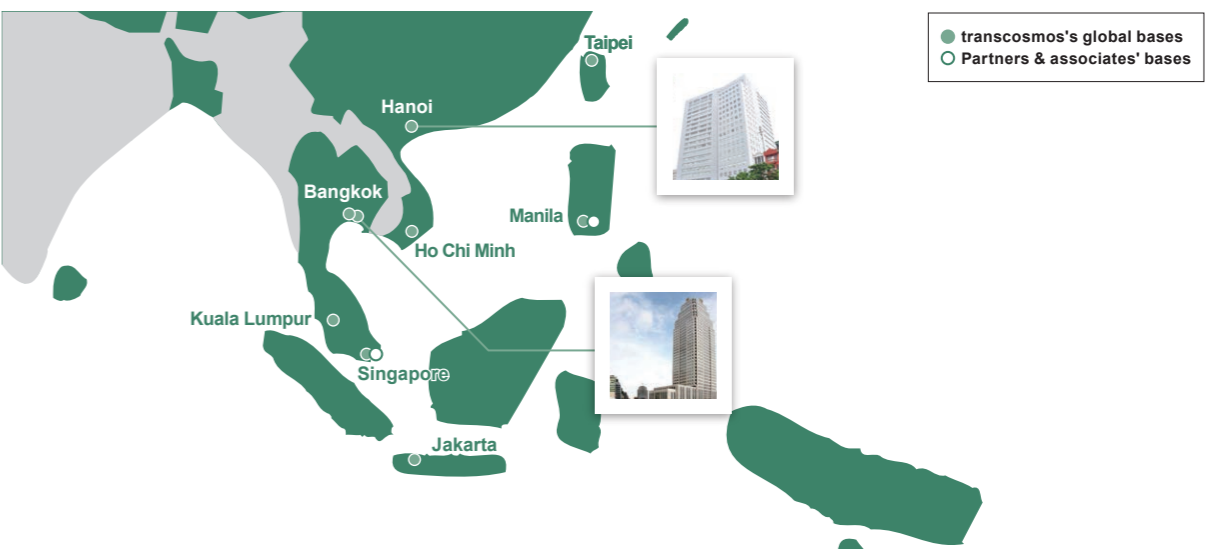 transcosmos's global bases
Partners & associates' bases
Taipei
Hanoi
Bangkok
Manila
Ho Chi Minh
Kuala Lumpur
Singapore
Jakarta